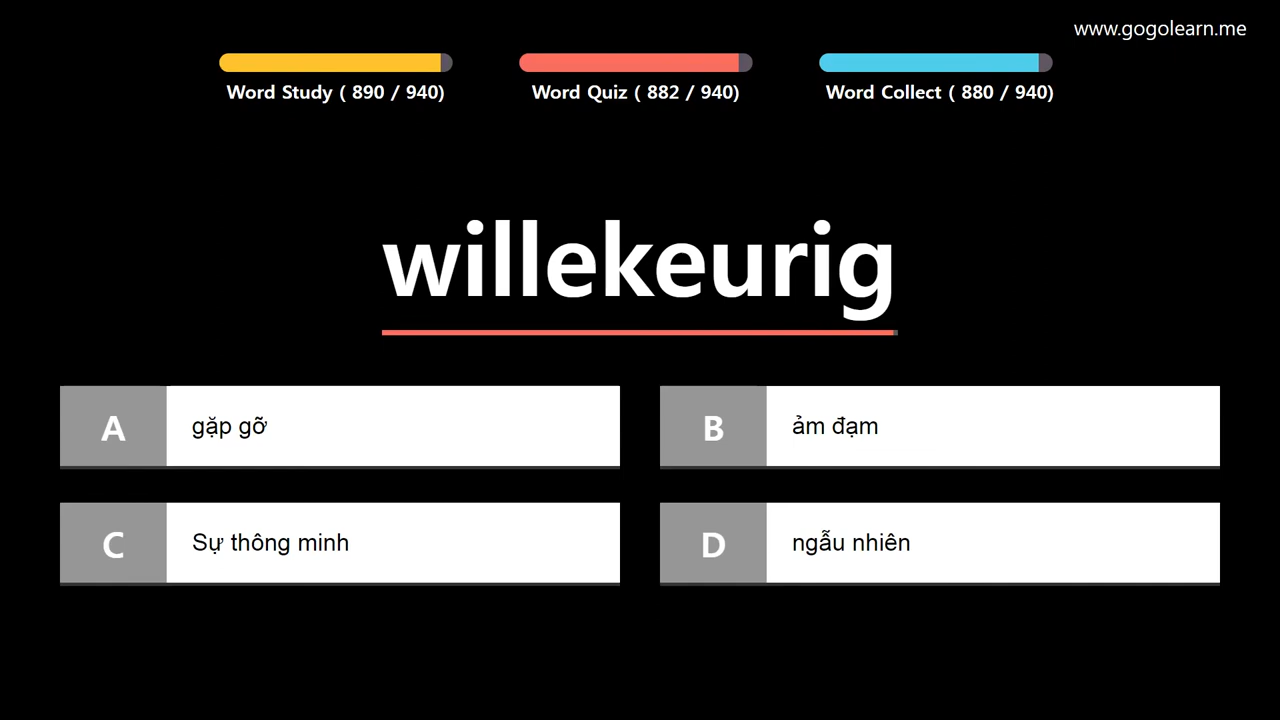 www.gogolearn.me
Word Study ( 890 / 940)
Word Quiz ( 882 / 940)
Word Collect ( 880 / 940)
willekeurig
A
gặp gỡ
B
ảm đạm
C
Sự thông minh
D
ngẫu nhiên